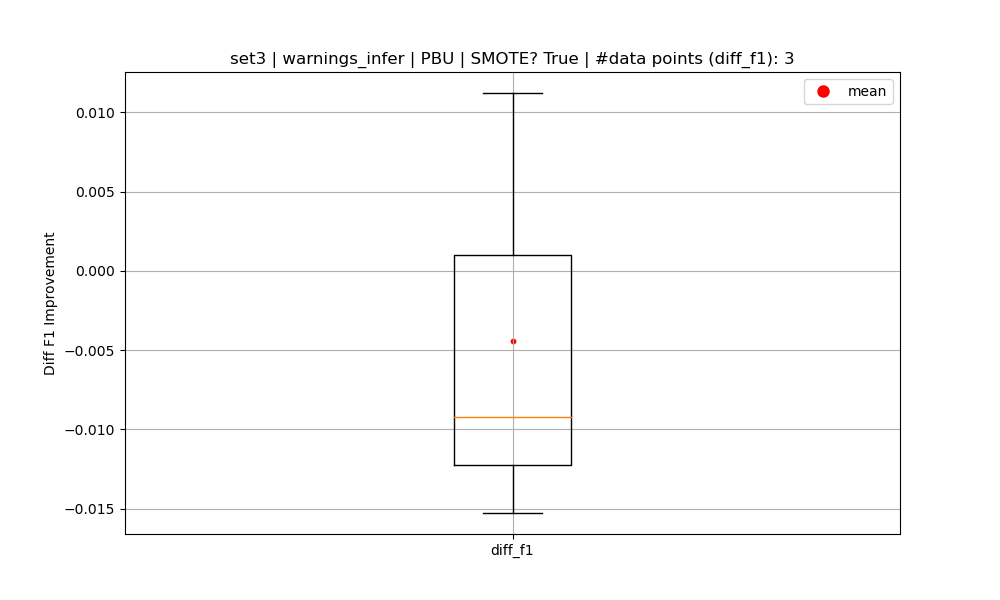 set3 | warnings_infer | PBU | SMOTE? True | #data points (diff_f1): 3
mean
0.010
0.005
0.000
−0.005
−0.010
−0.015
Diff F1 Improvement
diff_f1